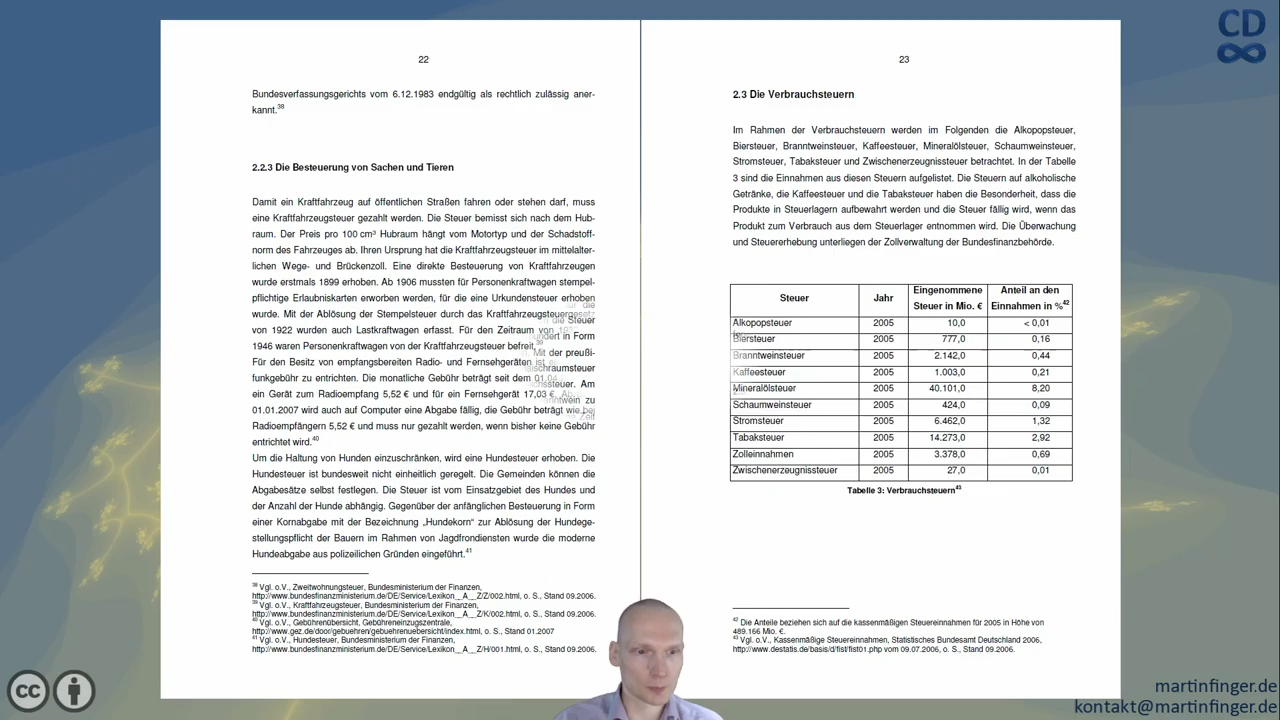 22
Bundesverfassungsgerichts vom 6.12.1983 endgültig als rechtlich zulässig aner-
kannt.38
2.2.3 Die Besteuerung von Sachen und Tieren
Damit ein Kraftfahrzeug auf öffentlichen Straßen fahren oder stehen darf, muss
eine Kraftfahrzeugsteuer gezahlt werden. Die Steuer bemisst sich nach dem Hub-
raum. Der Preis pro 100 cm³ Hubraum hängt vom Motortyp und der Schadstoff-
norm des Fahrzeuges ab. Ihren Ursprung hat die Kraftfahrzeugsteuer im mittelalter-
lichen Wege- und Brückenzoll. Eine direkte Besteuerung von Kraftfahrzeugen
wurde erstmals 1899 erhoben. Ab 1906 mussten für Personenkraftwagen stempel-
pflichtige Erlaubniskarten erworben werden, für die eine Urkundensteuer erhoben
wurde. Mit der Ablösung der Stempelsteuer durch das Kraftfahrzeugsteuergesetz
von 1922 wurden auch Lastkraftwagen erfasst. Für den Zeitraum von
1946 waren Personenkraftwagen von der Kraftfahrzeugsteuer befreit.39
Für den Besitz von empfangsbereiten Radio- und Fernsehgeräten ist
funkgebühr zu entrichten. Die monatliche Gebühr beträgt seit dem 01.04
ein Gerät zum Radioempfang 5,52 € und für ein Fernsehgerät 17,03 €. Ab
01.01.2007 wird auch auf Computer eine Abgabe fällig, die Gebühr beträgt wie bei
Radioempfängern 5,52 € und muss nur gezahlt werden, wenn bisher keine Gebühr
entrichtet wird.40
Um die Haltung von Hunden einzuschränken, wird eine Hundesteuer erhoben. Die
Hundesteuer ist bundesweit nicht einheitlich geregelt. Die Gemeinden können die
Abgabesätze selbst festlegen. Die Steuer ist vom Einsatzgebiet des Hundes und
der Anzahl der Hunde abhängig. Gegenüber der anfänglichen Besteuerung in Form
einer Kornabgabe mit der Bezeichnung „Hundekorn“ zur Ablösung der Hundege-
stellungspflicht der Bauern im Rahmen von Jagdfrondiensten wurde die moderne
Hundeabgabe aus polizeilichen Gründen eingeführt.41
38 Vgl. o.V., Zweitwohnungsteuer, Bundesministerium der Finanzen,
http://www.bundesfinanzministerium.de/DE/Service/Lexikon__A__Z/Z/002.html, o. S., Stand 09.2006.
39 Vgl. o.V., Kraftfahrzeugsteuer, Bundesministerium der Finanzen,
http://www.bundesfinanzministerium.de/DE/Service/Lexikon__A__Z/K/002.html, o. S., Stand 09.2006.
40 Vgl. o.V., Gebührenübersicht, Gebühreneinzugszentrale,
http://www.gez.de/door/gebuehren/gebuehrenuebersicht/index.html, o. S., Stand 01.2007
41 Vgl. o.V., Hundesteuer, Bundesministerium der Finanzen,
http://www.bundesfinanzministerium.de/DE/Service/Lexikon__A__Z/H/001.html, o. S., Stand 09.2006.
23
2.3 Die Verbrauchsteuern
Im Rahmen der Verbrauchsteuern werden im Folgenden die Alkopopsteuer,
Biersteuer, Branntweinsteuer, Kaffeesteuer, Mineralölsteuer, Schaumweinsteuer,
Stromsteuer, Tabaksteuer und Zwischenerzeugnissteuer betrachtet. In der Tabelle
3 sind die Einnahmen aus diesen Steuern aufgelistet. Die Steuern auf alkoholische
Getränke, die Kaffeesteuer und die Tabaksteuer haben die Besonderheit, dass die
Produkte in Steuerlagern aufbewahrt werden und die Steuer fällig wird, wenn das
Produkt zum Verbrauch aus dem Steuerlager entnommen wird. Die Überwachung
und Steuererhebung unterliegen der Zollverwaltung der Bundesfinanzbehörde.
Steuer Jahr Eingenommene Steuer in Mio. € Anteil an den Einnahmen in %42
Alkopopsteuer 2005 10,0 < 0,01
Biersteuer 2005 777,0 0,16
Branntweinsteuer 2005 2.142,0 0,44
Kaffeesteuer 2005 1.003,0 0,21
Mineralölsteuer 2005 40.101,0 8,20
Schaumweinsteuer 2005 424,0 0,09
Stromsteuer 2005 6.462,0 1,32
Tabaksteuer 2005 14.273,0 2,92
Zolleinnahmen 2005 3.378,0 0,69
Zwischenerzeugnissteuer 2005 27,0 0,01
Tabelle 3: Verbrauchsteuern43
42 Die Anteile beziehen sich auf die kassenmäßigen Steuereinnahmen für 2005 in Höhe von
489.166 Mio. €.
43 Vgl. o.V., Kassenmäßige Steuereinnahmen, Statistisches Bundesamt Deutschland 2006,
http://www.destatis.de/basis/d/fist/fist01.php vom 09.07.2006, o. S., Stand 09.2006.
CD
cc
martinfinger.de
kontakt@martinfinger.de